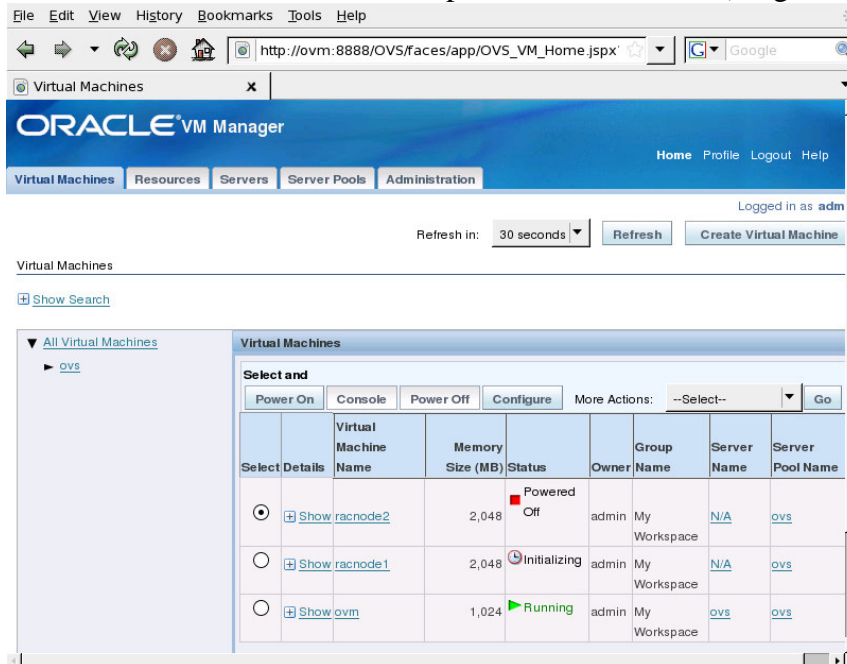 File Edit View History Bookmarks Tools Help
http://ovm:8888/OVS/faces/app/OVS_VM_Home.jspx
G Google
Virtual Machines x
ORACLE VM Manager
Home Profile Logout Help
Virtual Machines Resources Servers Server Pools Administration
Logged in as adm
Refresh in: 30 seconds Refresh Create Virtual Machine
Virtual Machines
Show Search
All Virtual Machines
ovs
Virtual Machines
Select and
Power On Console Power Off Configure More Actions: --Select-- Go
Select Details Virtual Machine Name Memory Size (MB) Status Owner Group Name Server Name Server Pool Name
Show racnode2 2,048 Powered Off admin My Workspace N/A ovs
Show racnode1 2,048 Initializing admin My Workspace N/A ovs
Show ovm 1,024 Running admin My Workspace ovs ovs